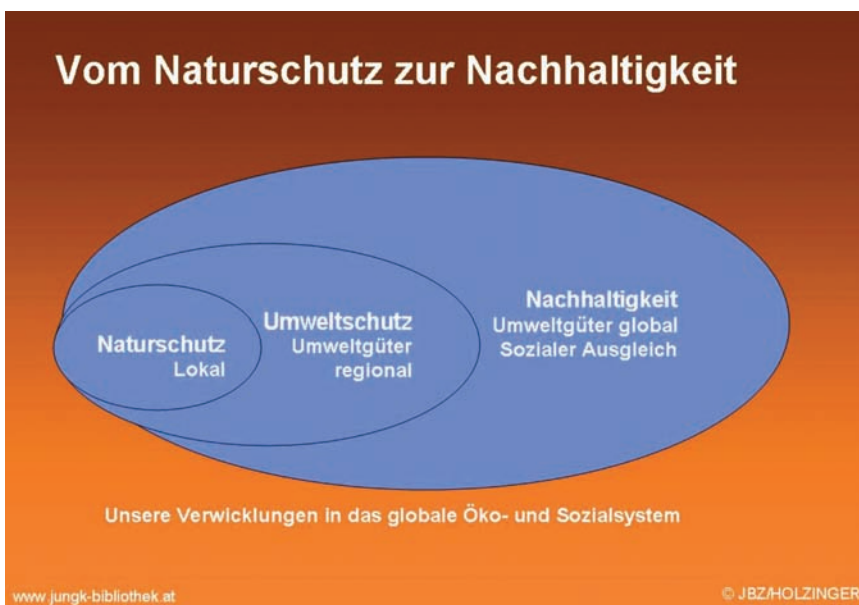 Vom Naturschutz zur Nachhaltigkeit
Naturschutz
Lokal
Umweltschutz
Umweltgüter
regional
Nachhaltigkeit
Umweltgüter global
Sozialer Ausgleich
Unsere Verwicklungen in das globale Öko- und Sozialsystem
www.jungk-bibliothek.at
© JBZ/HOLZINGER